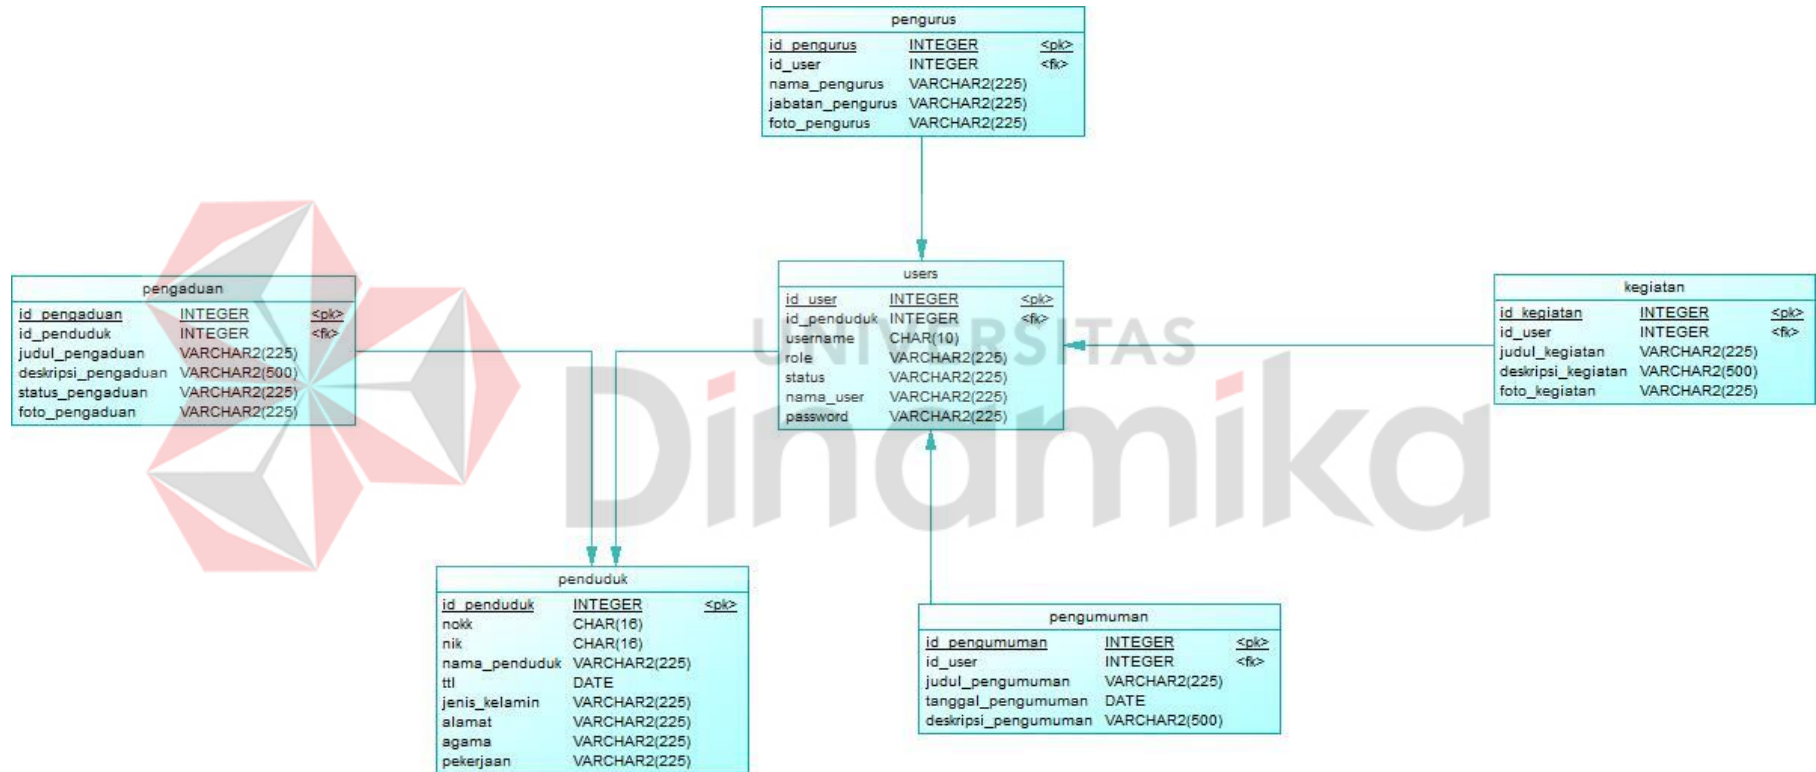 pengurus
id_pengurus INTEGER <pk>
id_user INTEGER <fk>
nama_pengurus VARCHAR2(225)
jabatan_pengurus VARCHAR2(225)
foto_pengurus VARCHAR2(225)
pengaduan
id_pengaduan INTEGER <pk>
id_penduduk INTEGER <fk>
judul_pengaduan VARCHAR2(225)
deskripsi_pengaduan VARCHAR2(500)
status_pengaduan VARCHAR2(225)
foto_pengaduan VARCHAR2(225)
users
id_user INTEGER <pk>
id_penduduk INTEGER <fk>
username CHAR(10)
role VARCHAR2(225)
status VARCHAR2(225)
nama_user VARCHAR2(225)
password VARCHAR2(225)
kegiatan
id_kegiatan INTEGER <pk>
id_user INTEGER <fk>
judul_kegiatan VARCHAR2(225)
deskripsi_kegiatan VARCHAR2(500)
foto_kegiatan VARCHAR2(225)
UNIVERSITAS
Dinamika
penduduk
id_penduduk INTEGER <pk>
nokk CHAR(16)
nik CHAR(16)
nama_penduduk VARCHAR2(225)
ttl DATE
jenis_kelamin VARCHAR2(225)
alamat VARCHAR2(225)
agama VARCHAR2(225)
pekerjaan VARCHAR2(225)
pengumuman
id_pengumuman INTEGER <pk>
id_user INTEGER <fk>
judul_pengumuman VARCHAR2(225)
tanggal_pengumuman DATE
deskripsi_pengumuman VARCHAR2(500)